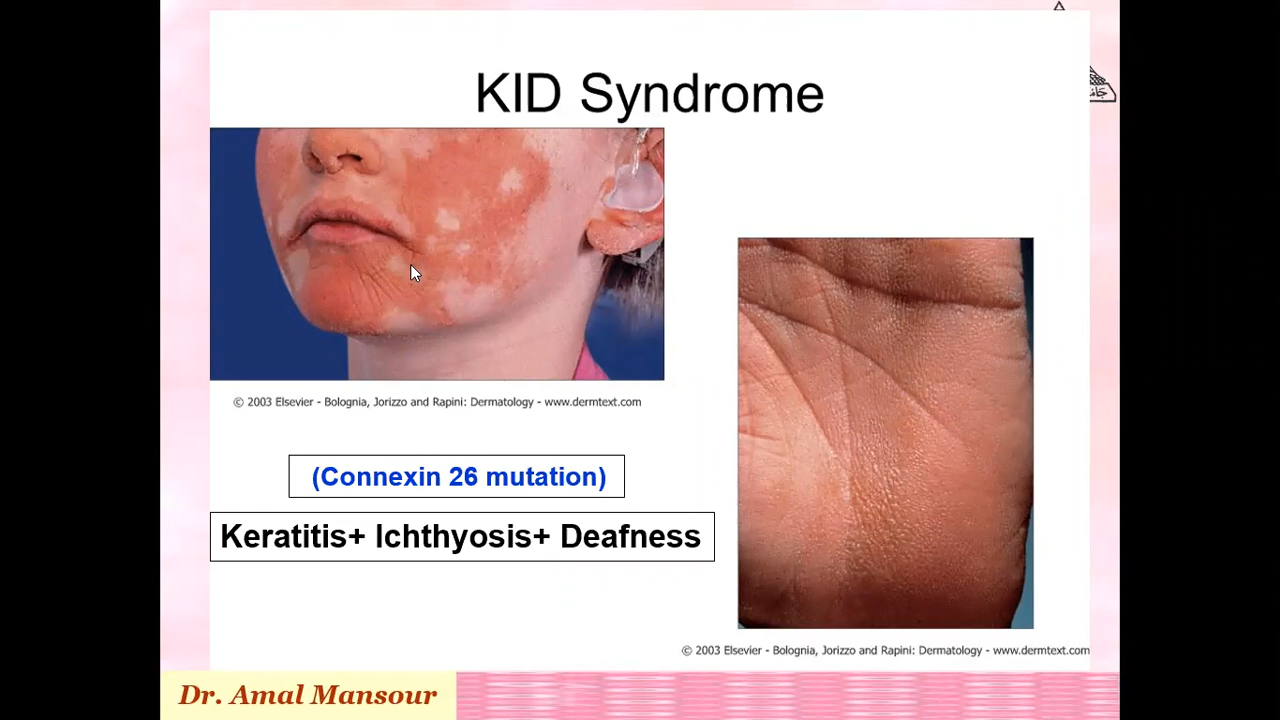 KID Syndrome
© 2003 Elsevier - Bolognia, Jorizzo and Rapini: Dermatology - www.dermtext.com
(Connexin 26 mutation)
Keratitis+ Ichthyosis+ Deafness
© 2003 Elsevier - Bolognia, Jorizzo and Rapini: Dermatology - www.dermtext.com
Dr. Amal Mansour